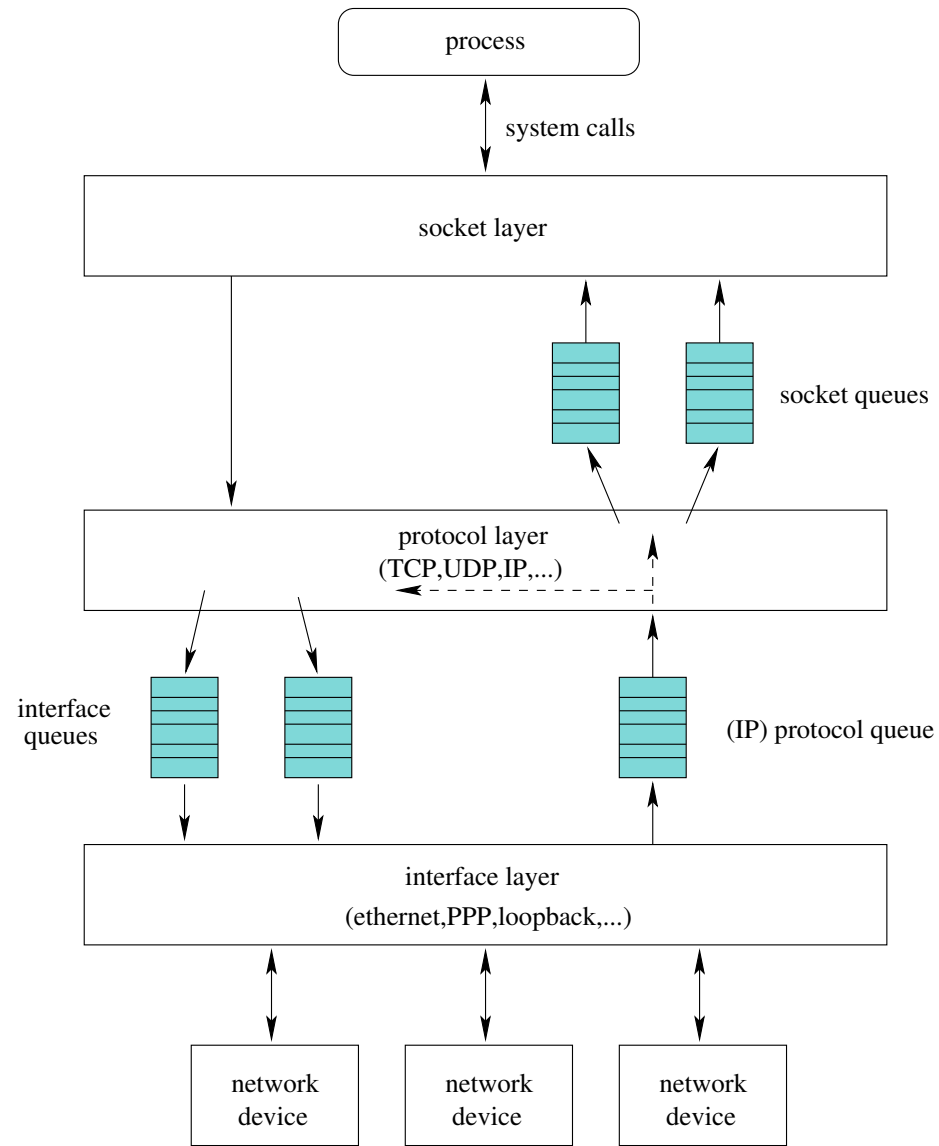 process
system calls
socket layer
socket queues
protocol layer
(TCP,UDP,IP,...)
interface
queues
(IP) protocol queue
interface layer
(ethernet,PPP,loopback,...)
network
device
network
device
network
device